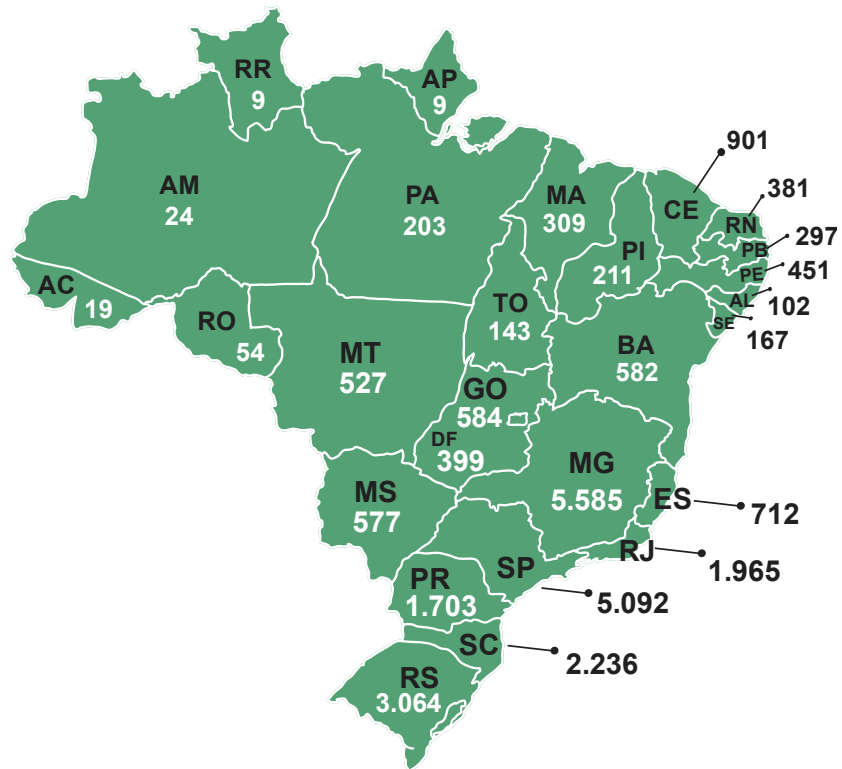 RR
9
AP
9
AM
24
PA
203
MA
309
CE
901
RN
381
PB
297
PE
451
AL
102
SE
167
PI
211
AC
19
RO
54
TO
143
MT
527
BA
582
GO
584
DF
399
MG
5.585
ES
712
MS
577
RJ
1.965
SP
5.092
PR
1.703
SC
2.236
RS
3.064